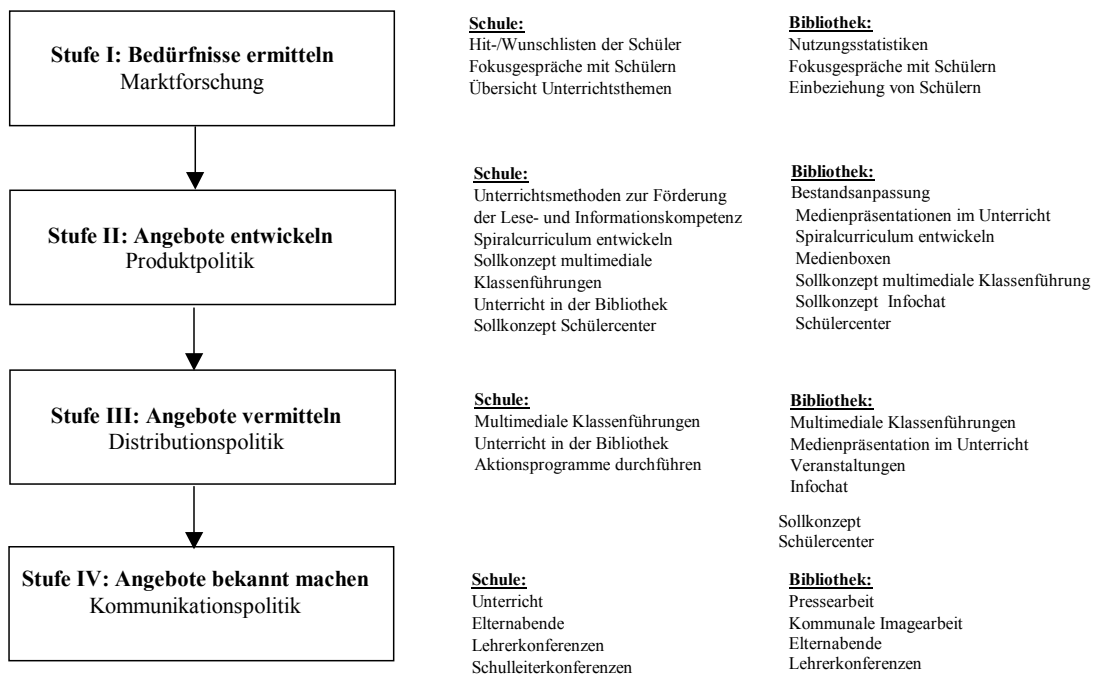 Stufe I: Bedürfnisse ermitteln
Marktforschung
Schule:
Hit-/Wunschlisten der Schüler
Fokusgespräche mit Schülern
Übersicht Unterrichtsthemen
Bibliothek:
Nutzungsstatistiken
Fokusgespräche mit Schülern
Einbeziehung von Schülern
Stufe II: Angebote entwickeln
Produktpolitik
Schule:
Unterrichtsmethoden zur Förderung
der Lese- und Informationskompetenz
Spiralcurriculum entwickeln
Sollkonzept multimediale
Klassenführungen
Unterricht in der Bibliothek
Sollkonzept Schülercenter
Bibliothek:
Bestandsanpassung
Medienpräsentationen im Unterricht
Spiralcurriculum entwickeln
Medienboxen
Sollkonzept multimediale Klassenführung
Sollkonzept Infochat
Schülercenter
Stufe III: Angebote vermitteln
Distributionspolitik
Schule:
Multimediale Klassenführungen
Unterricht in der Bibliothek
Aktionsprogramme durchführen
Bibliothek:
Multimediale Klassenführungen
Medienpräsentation im Unterricht
Veranstaltungen
Infochat
Sollkonzept
Schülercenter
Stufe IV: Angebote bekannt machen
Kommunikationspolitik
Schule:
Unterricht
Elternabende
Lehrerkonferenzen
Schulleiterkonferenzen
Bibliothek:
Pressearbeit
Kommunale Imagearbeit
Elternabende
Lehrerkonferenzen